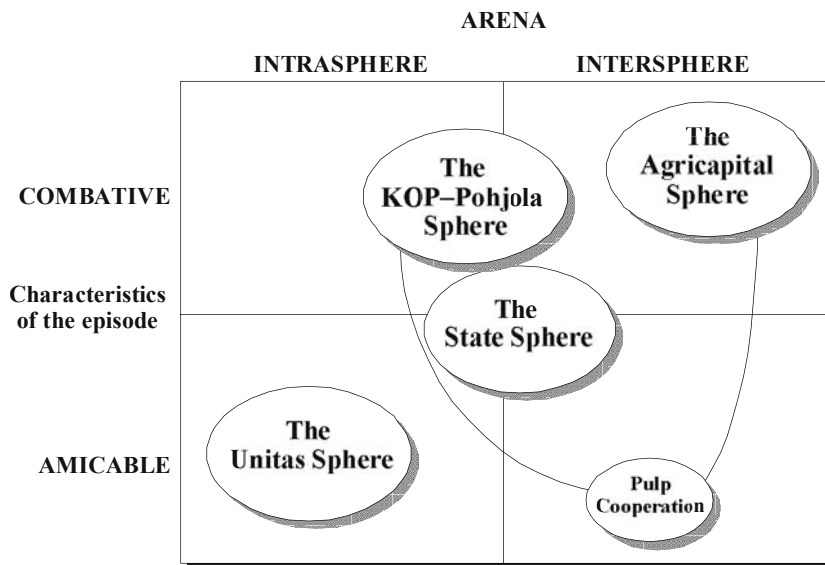 ARENA
INTRASPHERE
INTERSPHERE
The
KOP–Pohjola
Sphere
The
Agricapital
Sphere
COMBATIVE
Characteristics
of the episode
The
State Sphere
The
Unitas Sphere
AMICABLE
Pulp
Cooperation